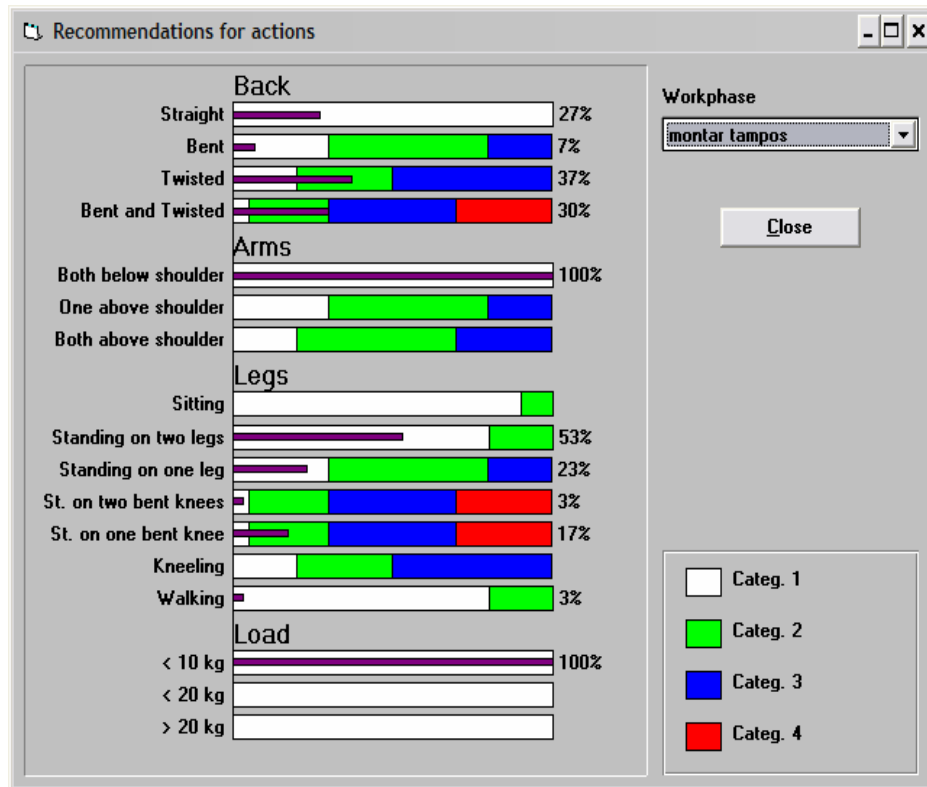 Recommendations for actions
Back
Straight 27%
Bent 7%
Twisted 37%
Bent and Twisted 30%
Arms
Both below shoulder 100%
One above shoulder
Both above shoulder
Legs
Sitting
Standing on two legs 53%
Standing on one leg 23%
St. on two bent knees 3%
St. on one bent knee 17%
Kneeling
Walking 3%
Load
< 10 kg 100%
< 20 kg
> 20 kg
Workphase
montar tampos
Close
Categ. 1
Categ. 2
Categ. 3
Categ. 4